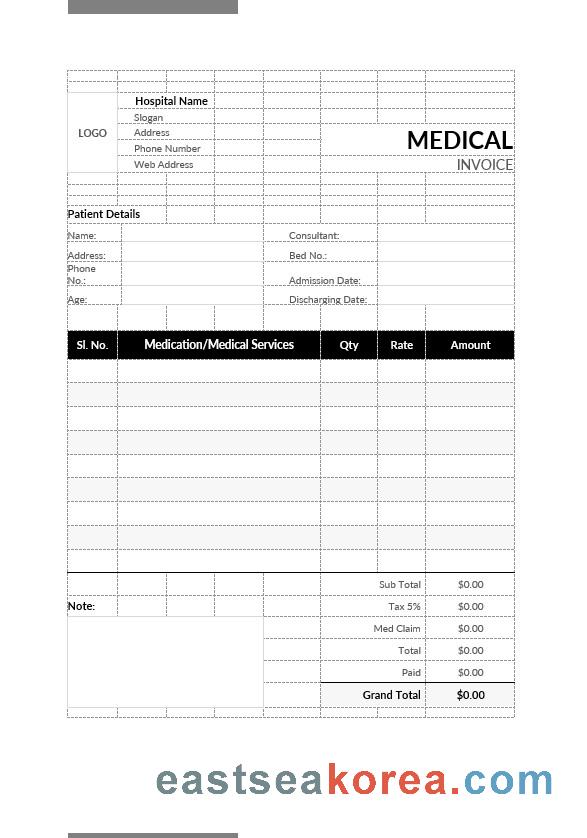 Hospital Name
Slogan
LOGO
Address
Phone Number
Web Address
MEDICAL
INVOICE
Patient Details
Name: Consultant:
Address: Bed No.:
Phone No.: Admission Date:
Age: Discharging Date:
Sl. No. Medication/Medical Services Qty Rate Amount
Sub Total $0.00
Note: Tax 5% $0.00
Med Claim $0.00
Total $0.00
Paid $0.00
Grand Total $0.00
eastseakorea.com